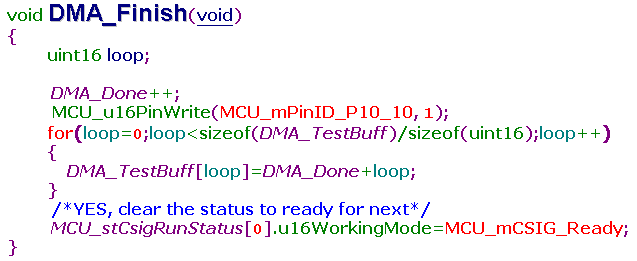 void DMA_Finish(void)
{
uint16 loop;
DMA_Done++;
MCU_u16PinWrite(MCU_mPinID_P10_10, 1);
for(loop=0;loop<sizeof(DMA_TestBuff)/sizeof(uint16);loop++)
{
DMA_TestBuff[loop]=DMA_Done+loop;
}
/*YES, clear the status to ready for next*/
MCU_stCsigRunStatus[0].u16WorkingMode=MCU_mCSIG_Ready;
}